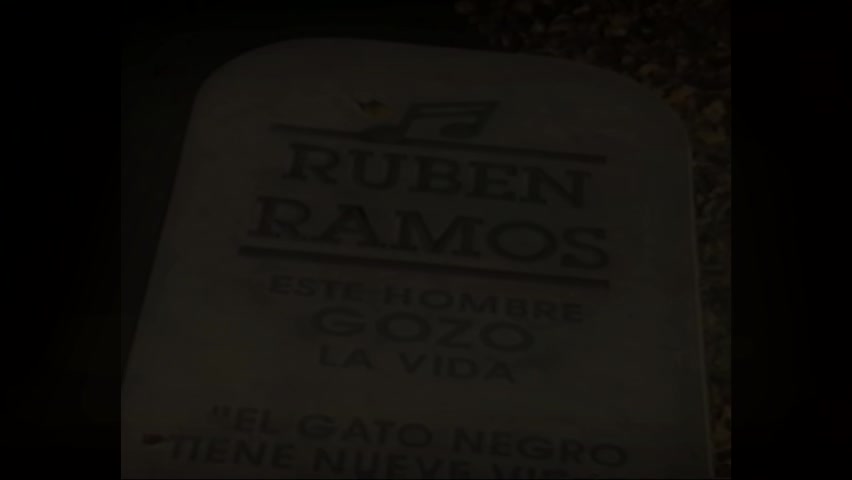 RUBEN
RAMOS
ESTE HOMBRE
GOZO
LA VIDA
"EL GATO NEGRO
TIENE NUEVE